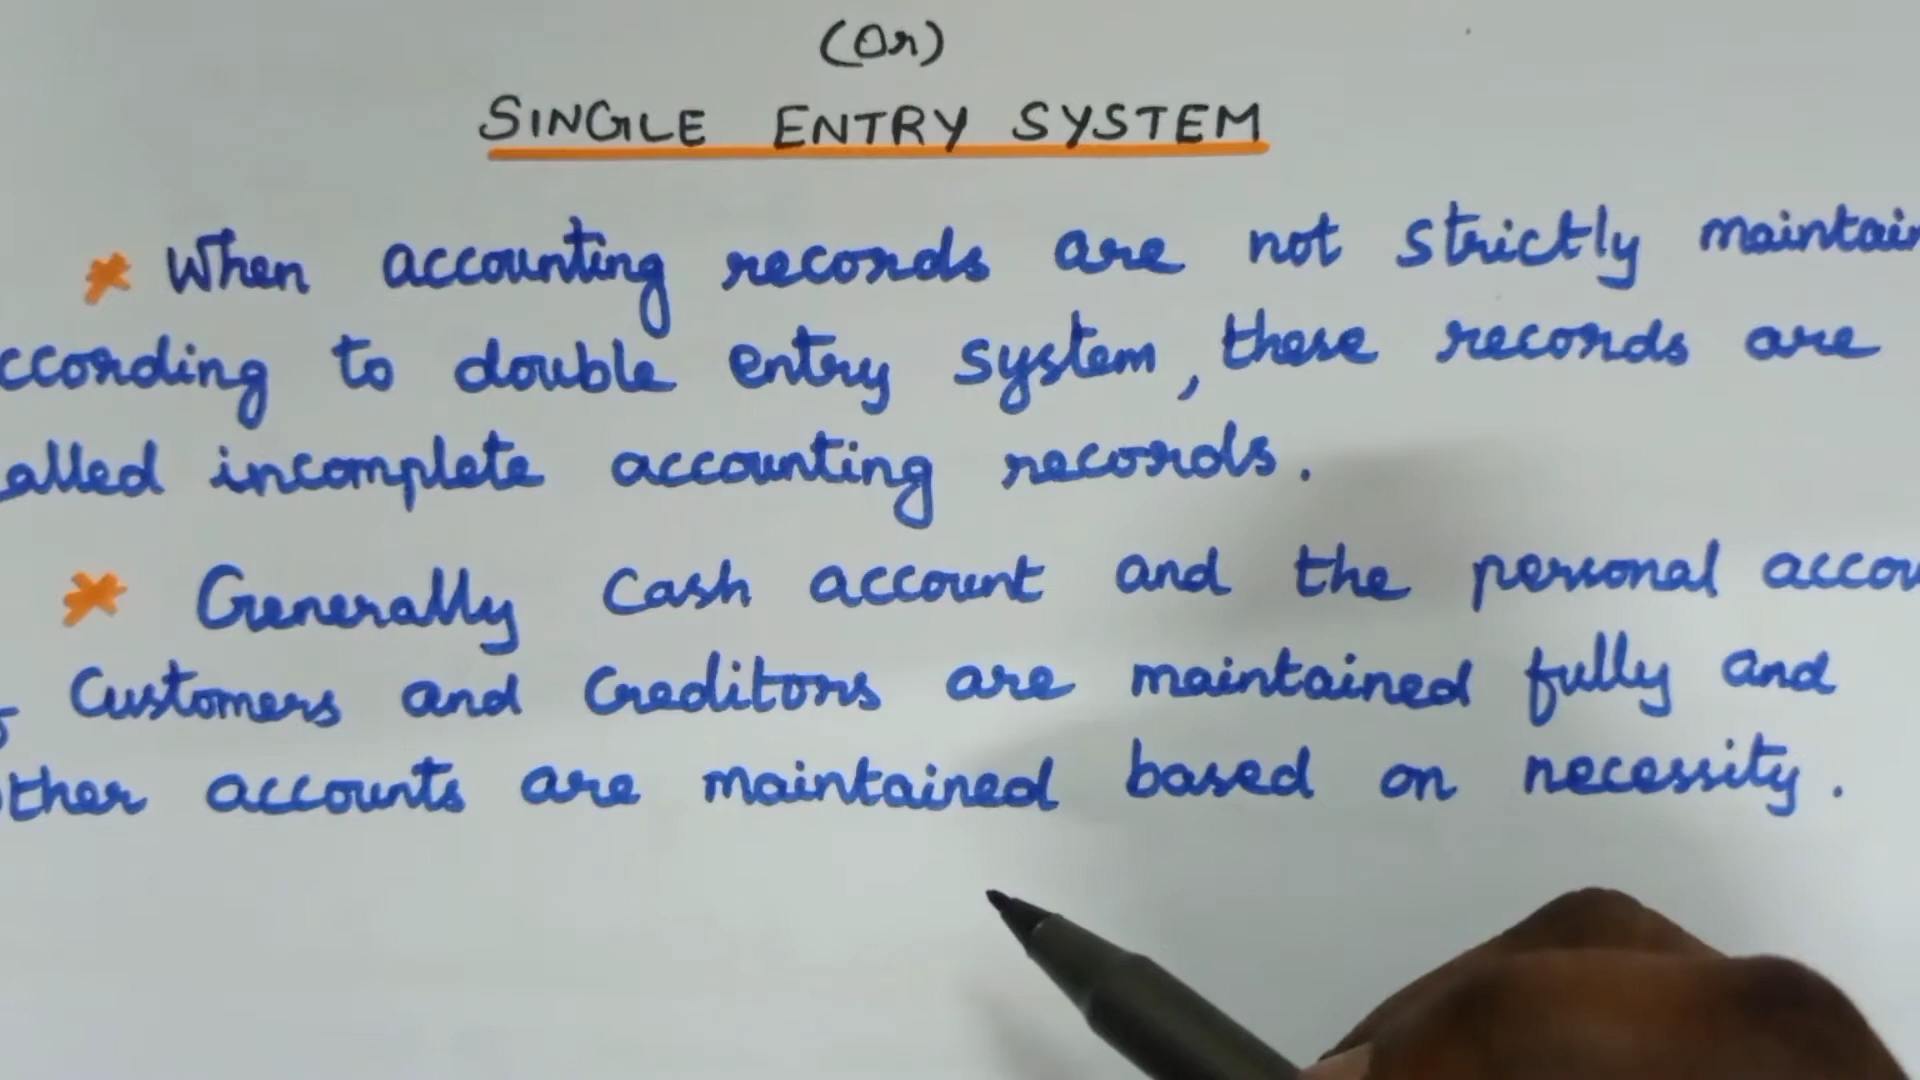 (Or)
SINGLE ENTRY SYSTEM
* When accounting records are not strictly maintain
ccording to double entry system, these records are
alled incomplete accounting records.
* Generally Cash account and the personal accou
Customers and Creditors are maintained fully and
ther accounts are maintained based on necessity.